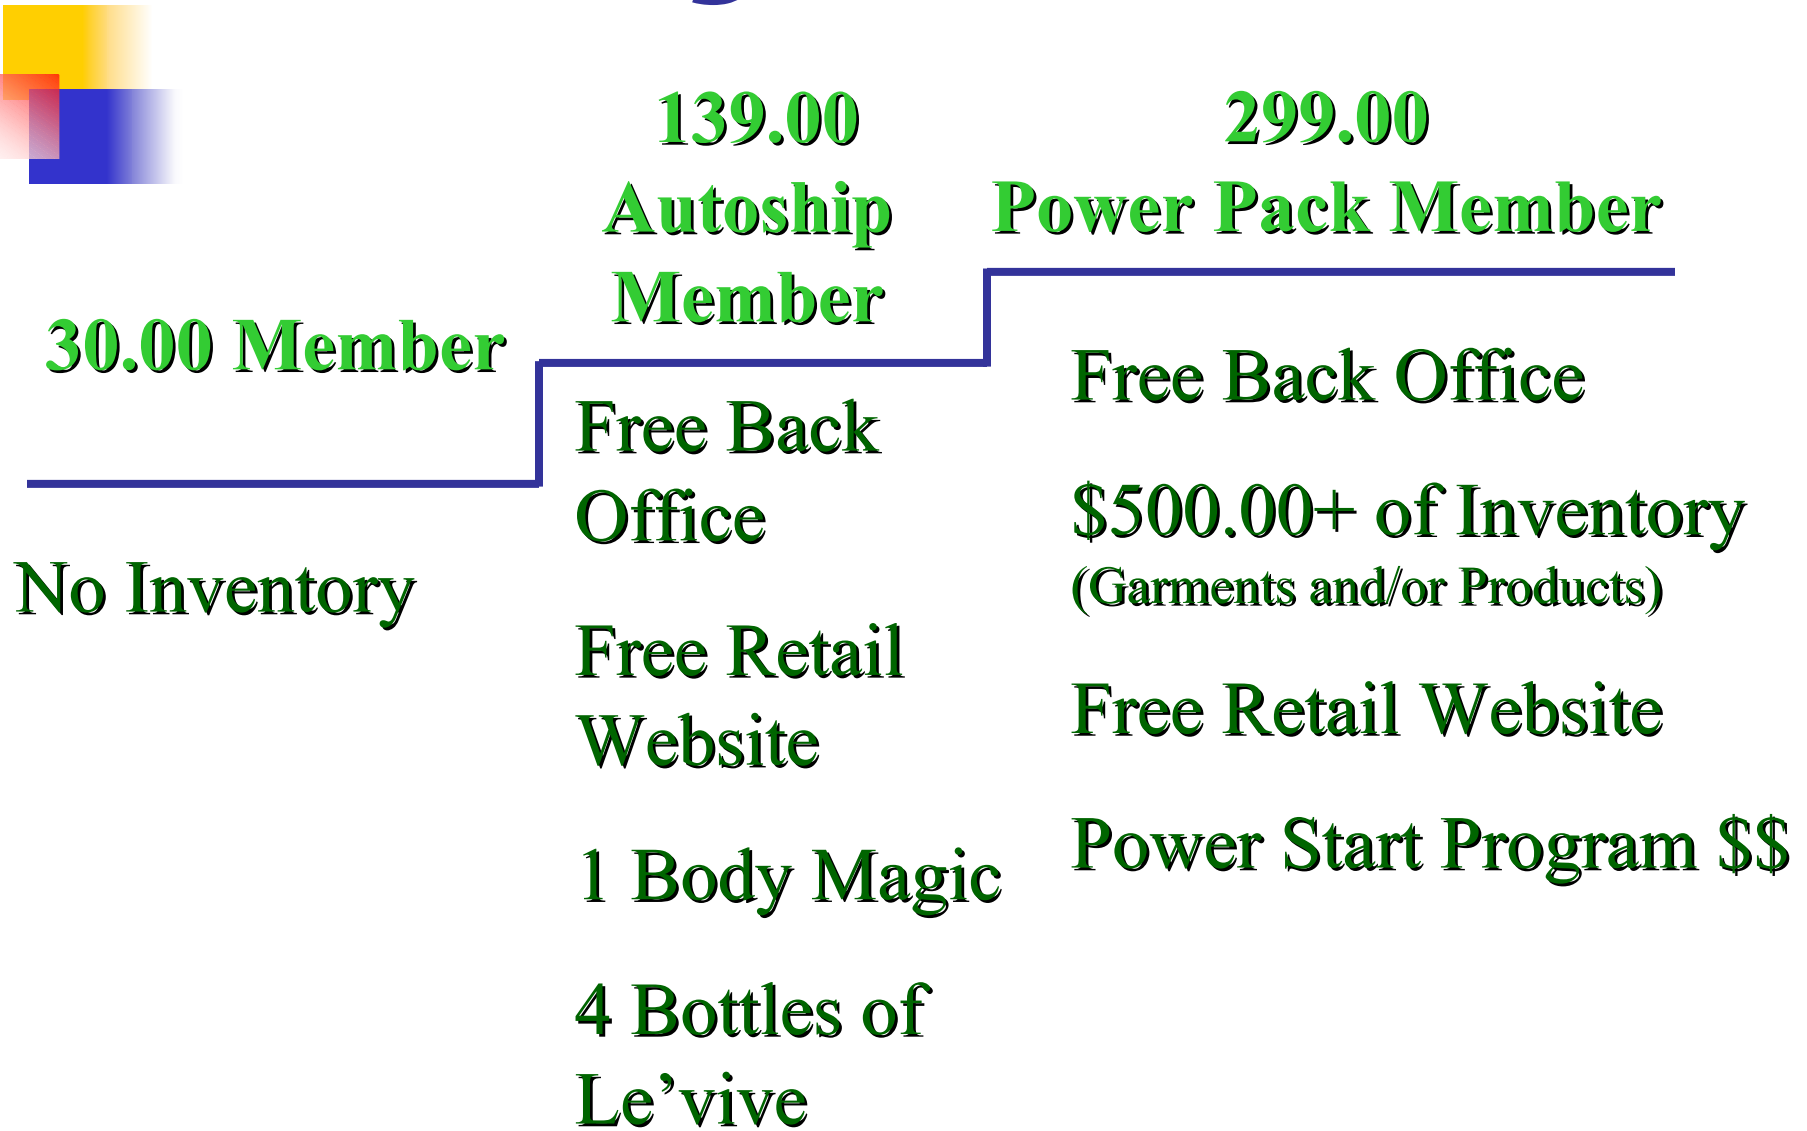 30.00 Member
No Inventory
139.00
Autoship
Member
Free Back
Office
Free Retail
Website
1 Body Magic
4 Bottles of
Le’vive
299.00
Power Pack Member
Free Back Office
$500.00+ of Inventory
(Garments and/or Products)
Free Retail Website
Power Start Program $$